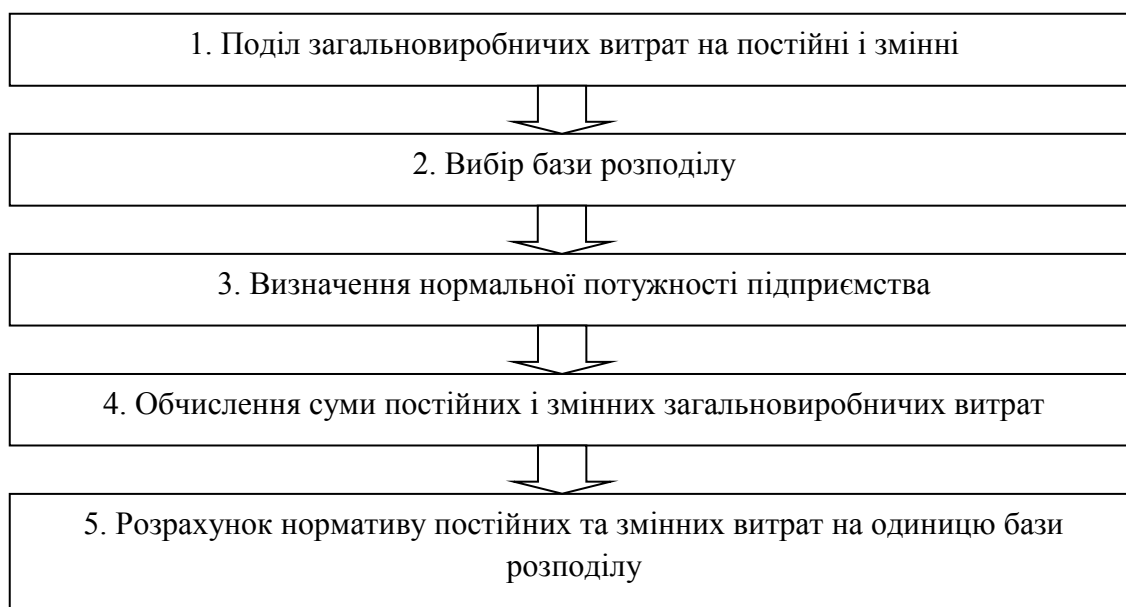 1. Поділ загальновиробничих витрат на постійні і змінні
2. Вибір бази розподілу
3. Визначення нормальної потужності підприємства
4. Обчислення суми постійних і змінних загальновиробничих витрат
5. Розрахунок нормативу постійних та змінних витрат на одиницю бази
розподілу